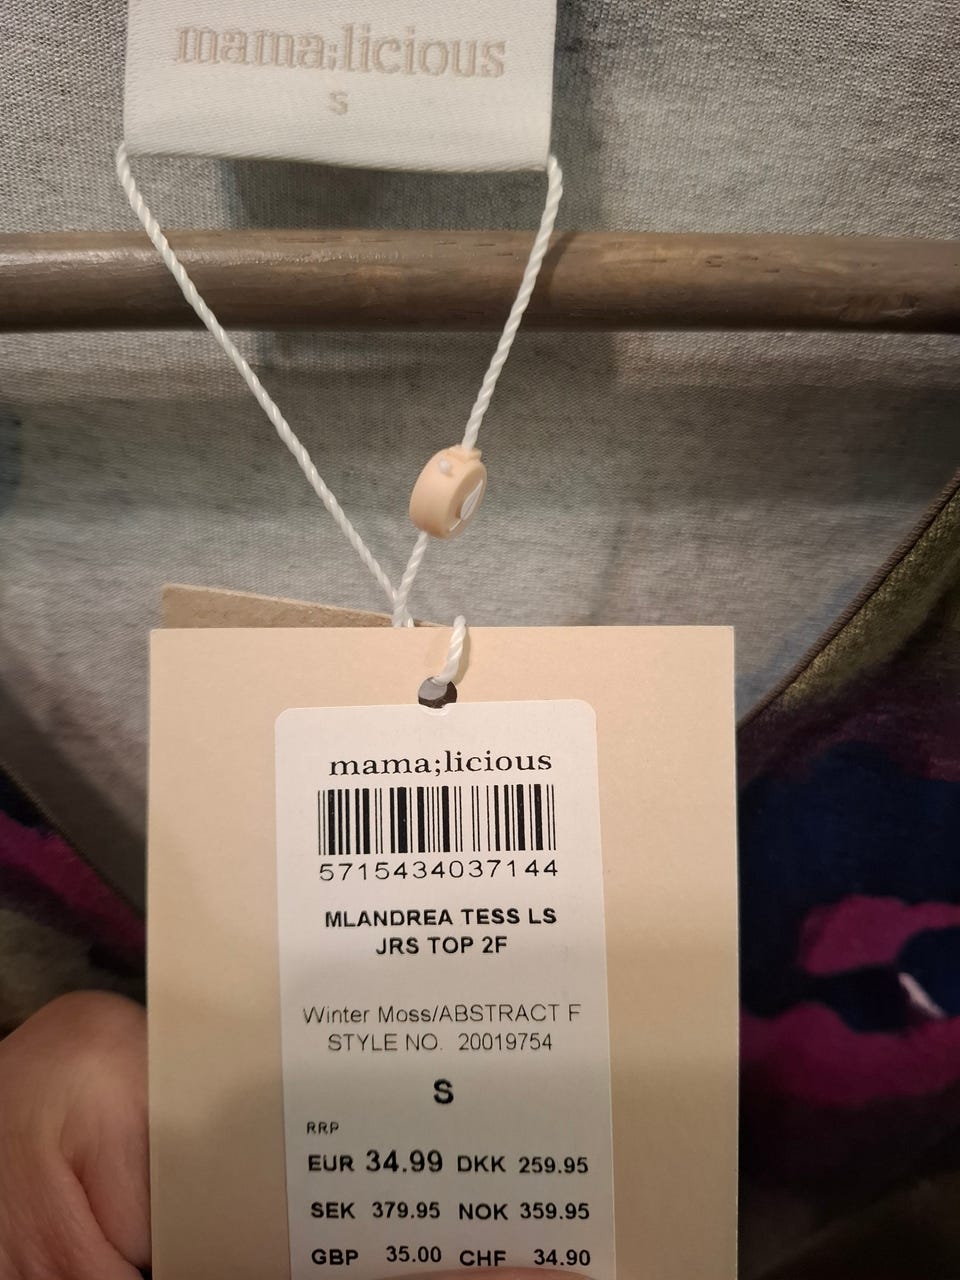 mama;licious
S
mama;licious
5715434037144
MLANDREA TESS LS
JRS TOP 2F
Winter Moss/ABSTRACT F
STYLE NO. 20019754
S
RRP
EUR 34.99 DKK 259.95
SEK 379.95 NOK 359.95
GBP 35.00 CHF 34.90